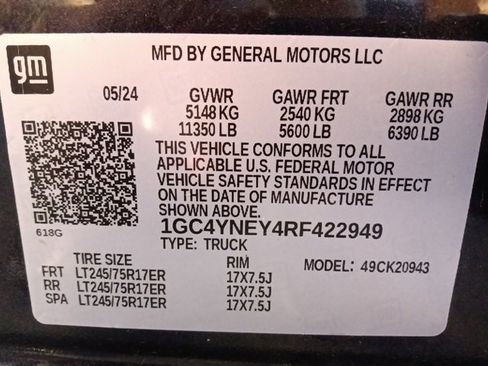 gm
MFD BY GENERAL MOTORS LLC
05/24 GVWR GAWR FRT GAWR RR
5148 KG 2540 KG 2898 KG
11350 LB 5600 LB 6390 LB
THIS VEHICLE CONFORMS TO ALL
APPLICABLE U.S. FEDERAL MOTOR
VEHICLE SAFETY STANDARDS IN EFFECT
ON THE DATE OF MANUFACTURE
SHOWN ABOVE.
618G
1GC4YNEY4RF422949
TYPE: TRUCK
TIRE SIZE RIM MODEL: 49CK20943
FRT LT245/75R17ER 17X7.5J
RR LT245/75R17ER 17X7.5J
SPA LT245/75R17ER 17X7.5J